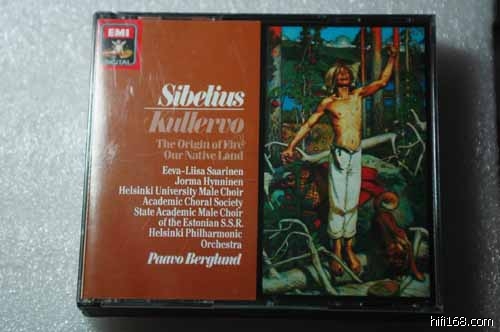 EMI
DIGITAL
Sibelius
Kullervo
The Origin of Fire
Our Native Land
Eeva-Liisa Saarinen
Jorma Hynninen
Helsinki University Male Choir
Academic Choral Society
State Academic Male Choir
of the Estonian S.S.R.
Helsinki Philharmonic
Orchestra
Paavo Berglund
hifi168.com